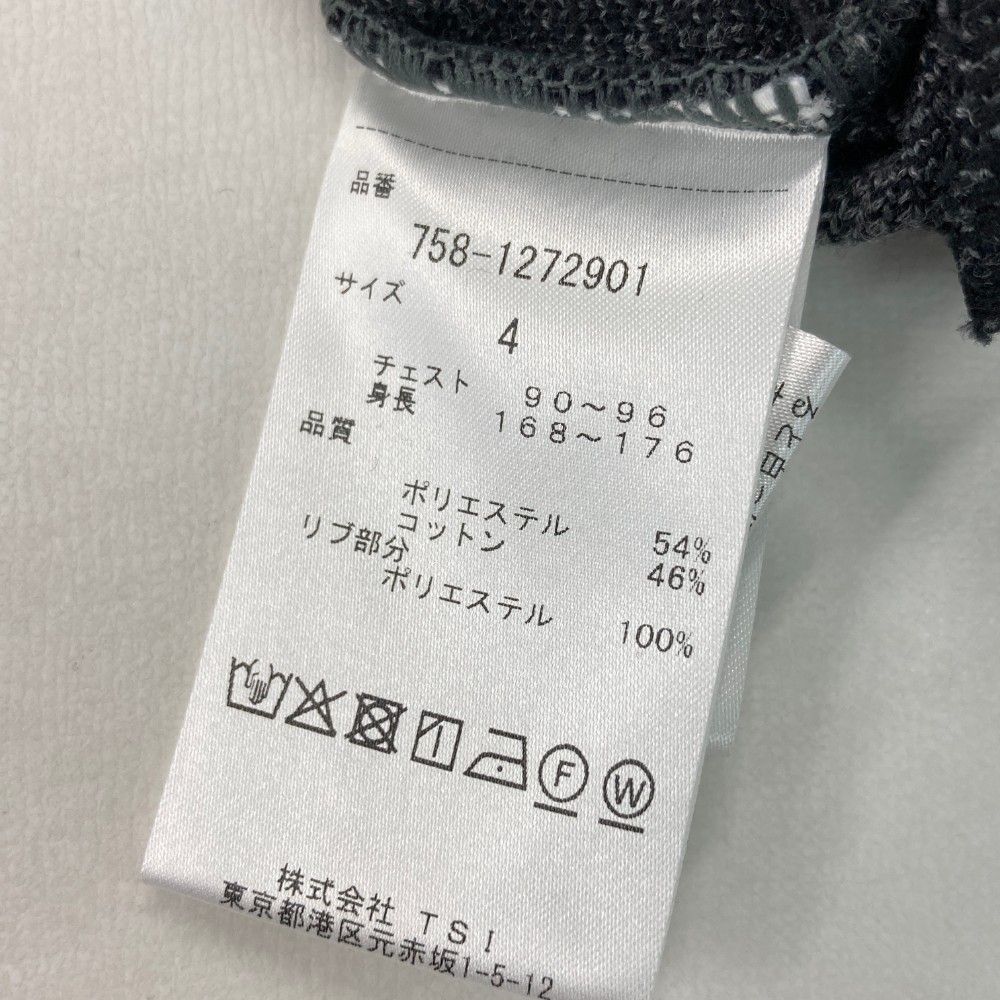 品番
758-1272901
サイズ
4
チェスト 90～96
身長 168～176
品質
ポリエステル 54%
コットン 46%
リブ部分
ポリエステル 100%
F W
株式会社 TSI
東京都港区元赤坂1-5-12